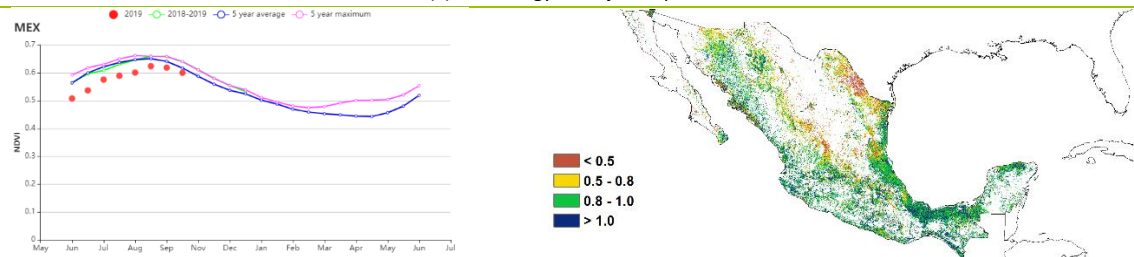 2019 2018-2019 5 year average 5 year maximum
MEX
0.7
0.6
0.5
0.4
0.3
0.2
0.1
0
NDVI
May Jun Jul Aug Sep Nov Dec Jan Feb Mar Apr May Jun Jul
< 0.5
0.5 - 0.8
0.8 - 1.0
> 1.0